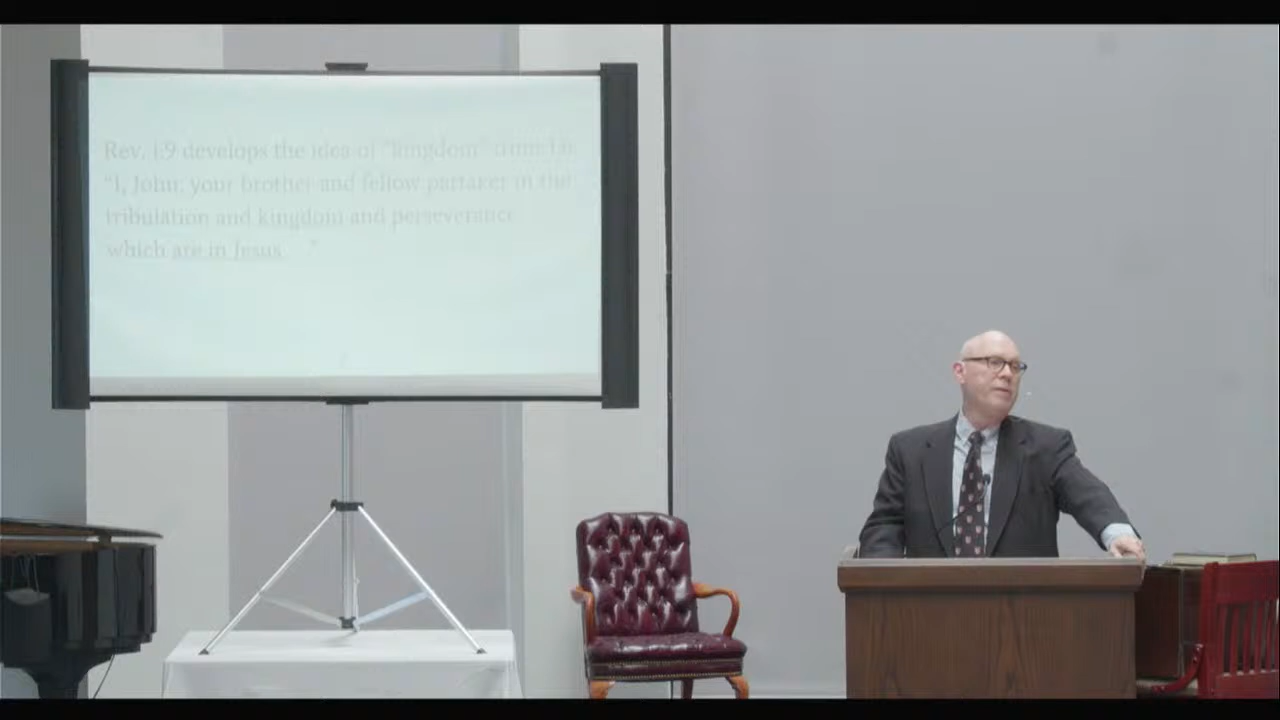 Rev. 1:9 develops the idea of "kingdom" from 1:6
"I, John, your brother and fellow partaker in the
tribulation and kingdom and perseverance
which are in Jesus . . ."